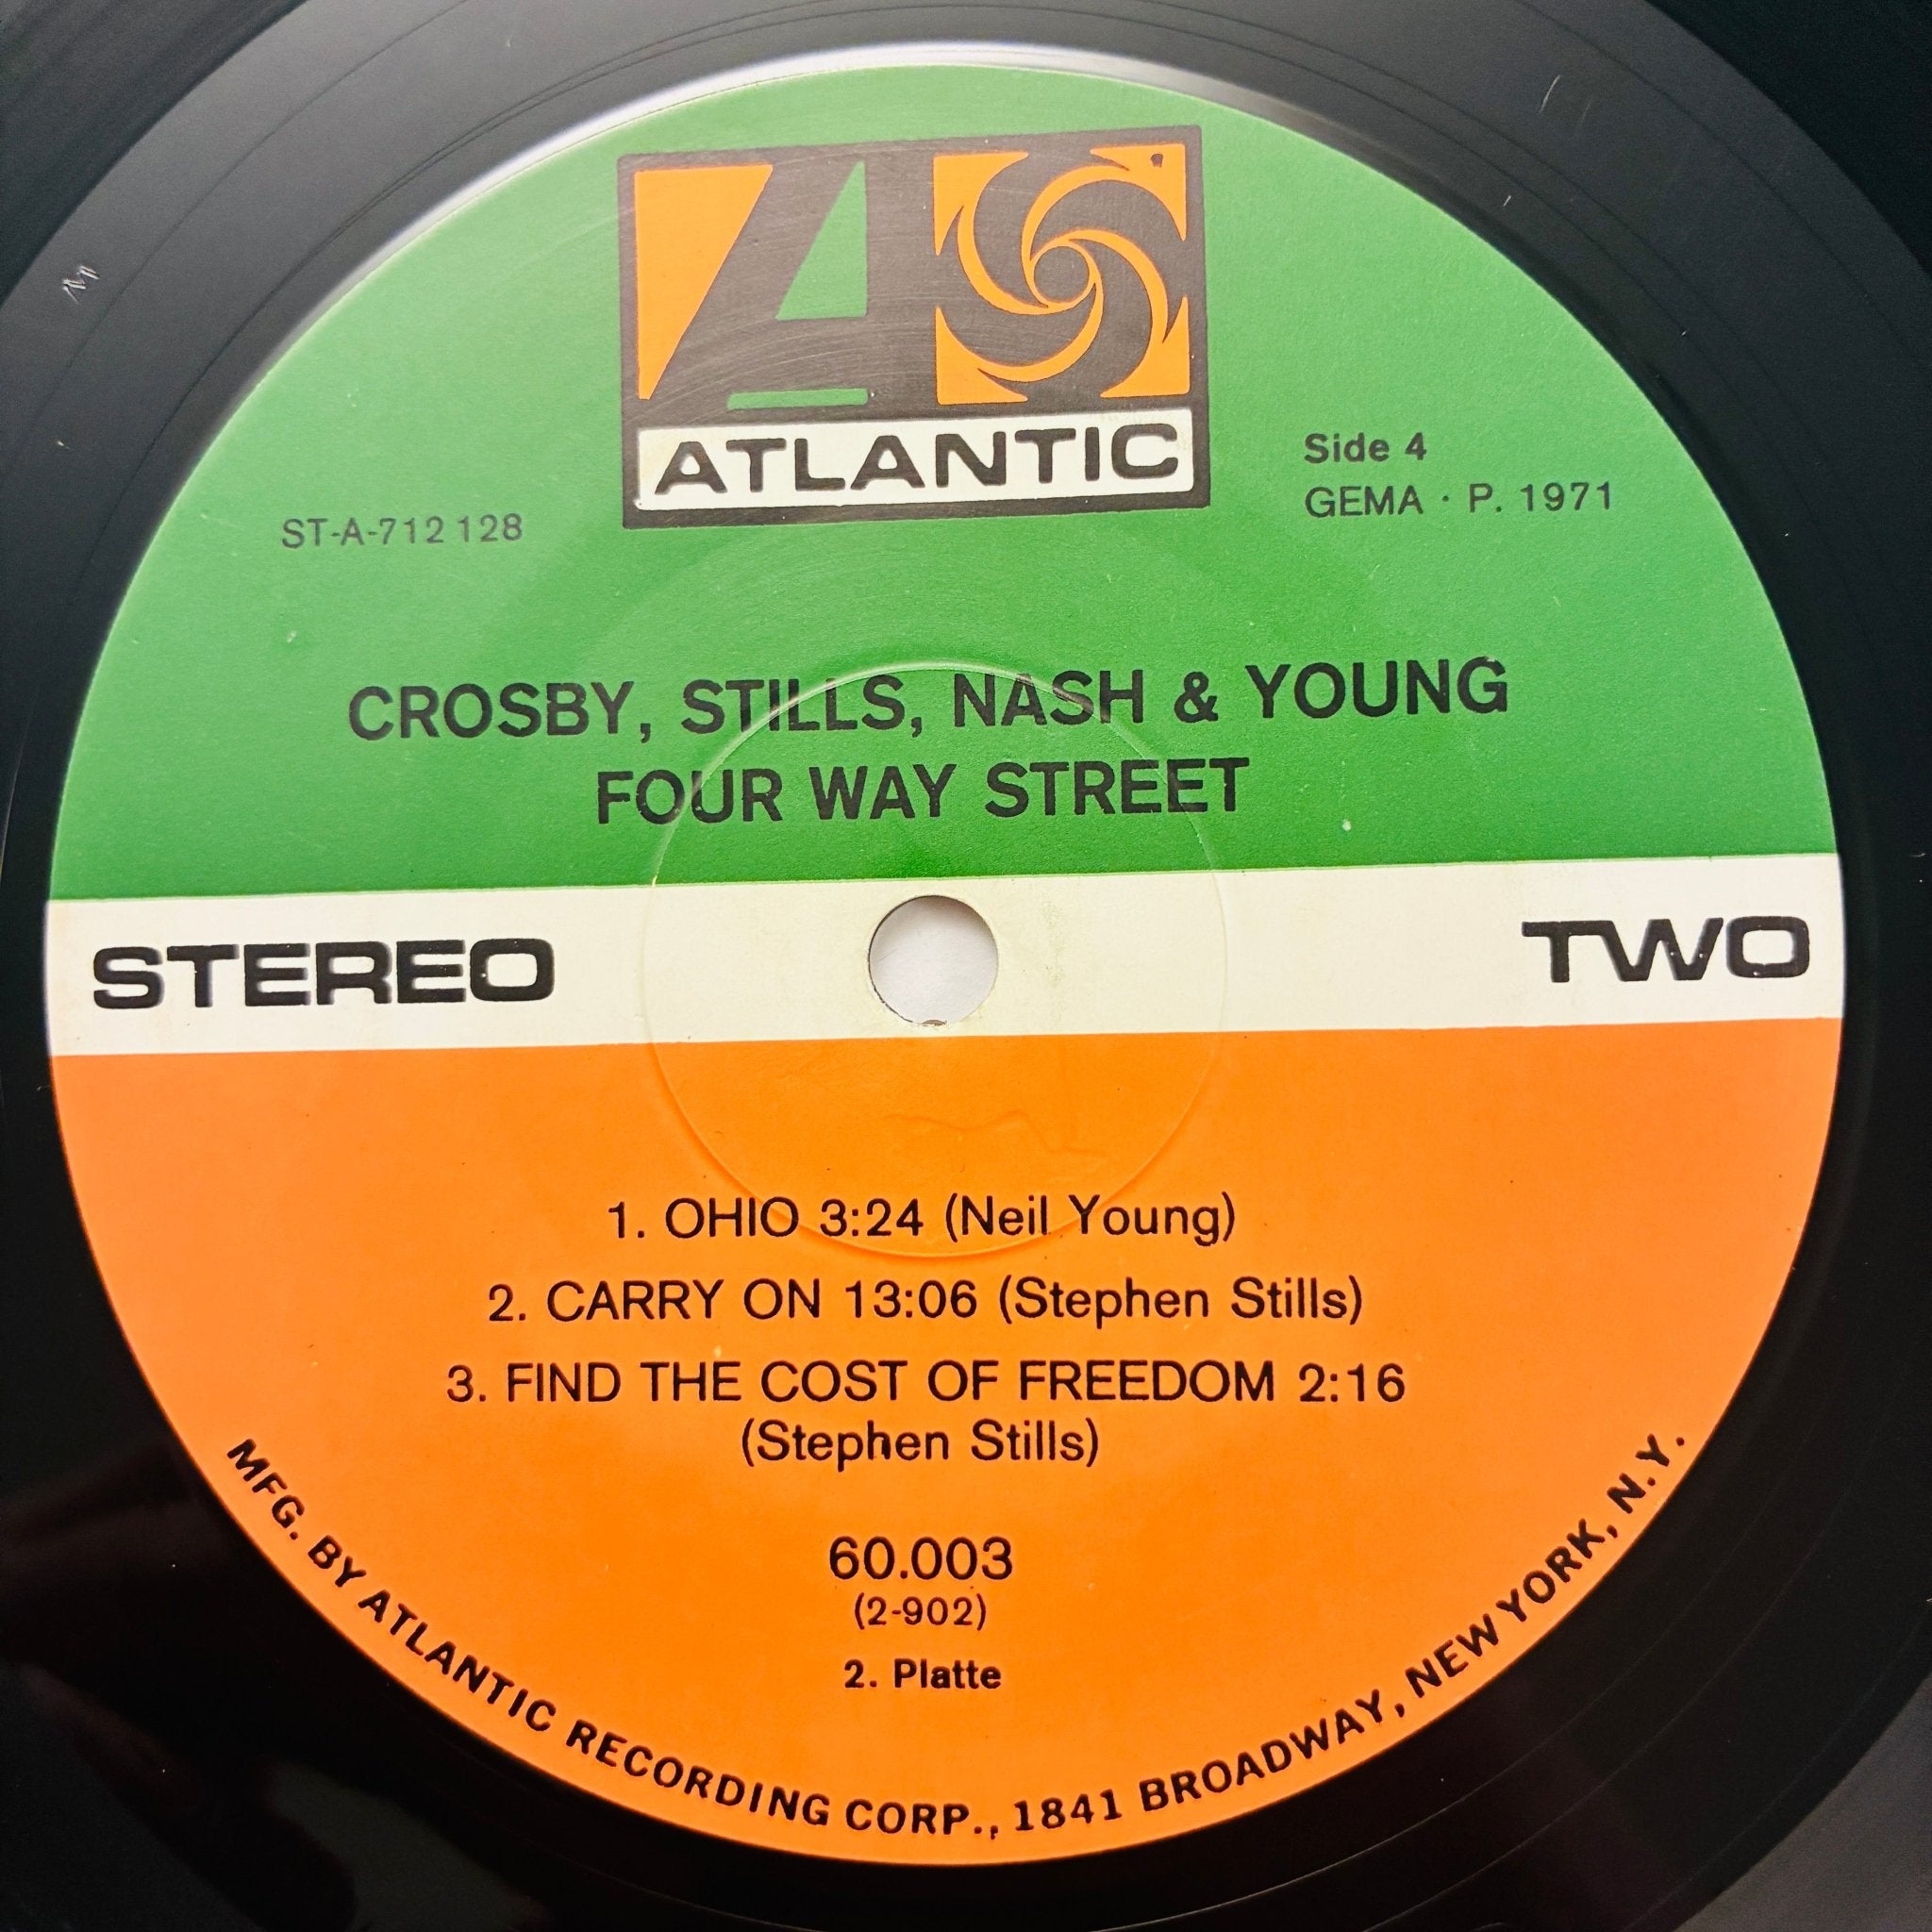 ATLANTIC
Side 4
GEMA · P. 1971
ST-A-712 128
CROSBY, STILLS, NASH & YOUNG
FOUR WAY STREET
STEREO
TWO
1. OHIO 3:24 (Neil Young)
2. CARRY ON 13:06 (Stephen Stills)
3. FIND THE COST OF FREEDOM 2:16
(Stephen Stills)
60.003
(2-902)
2. Platte
MFG. BY ATLANTIC RECORDING CORP., 1841 BROADWAY, NEW YORK, N.Y.